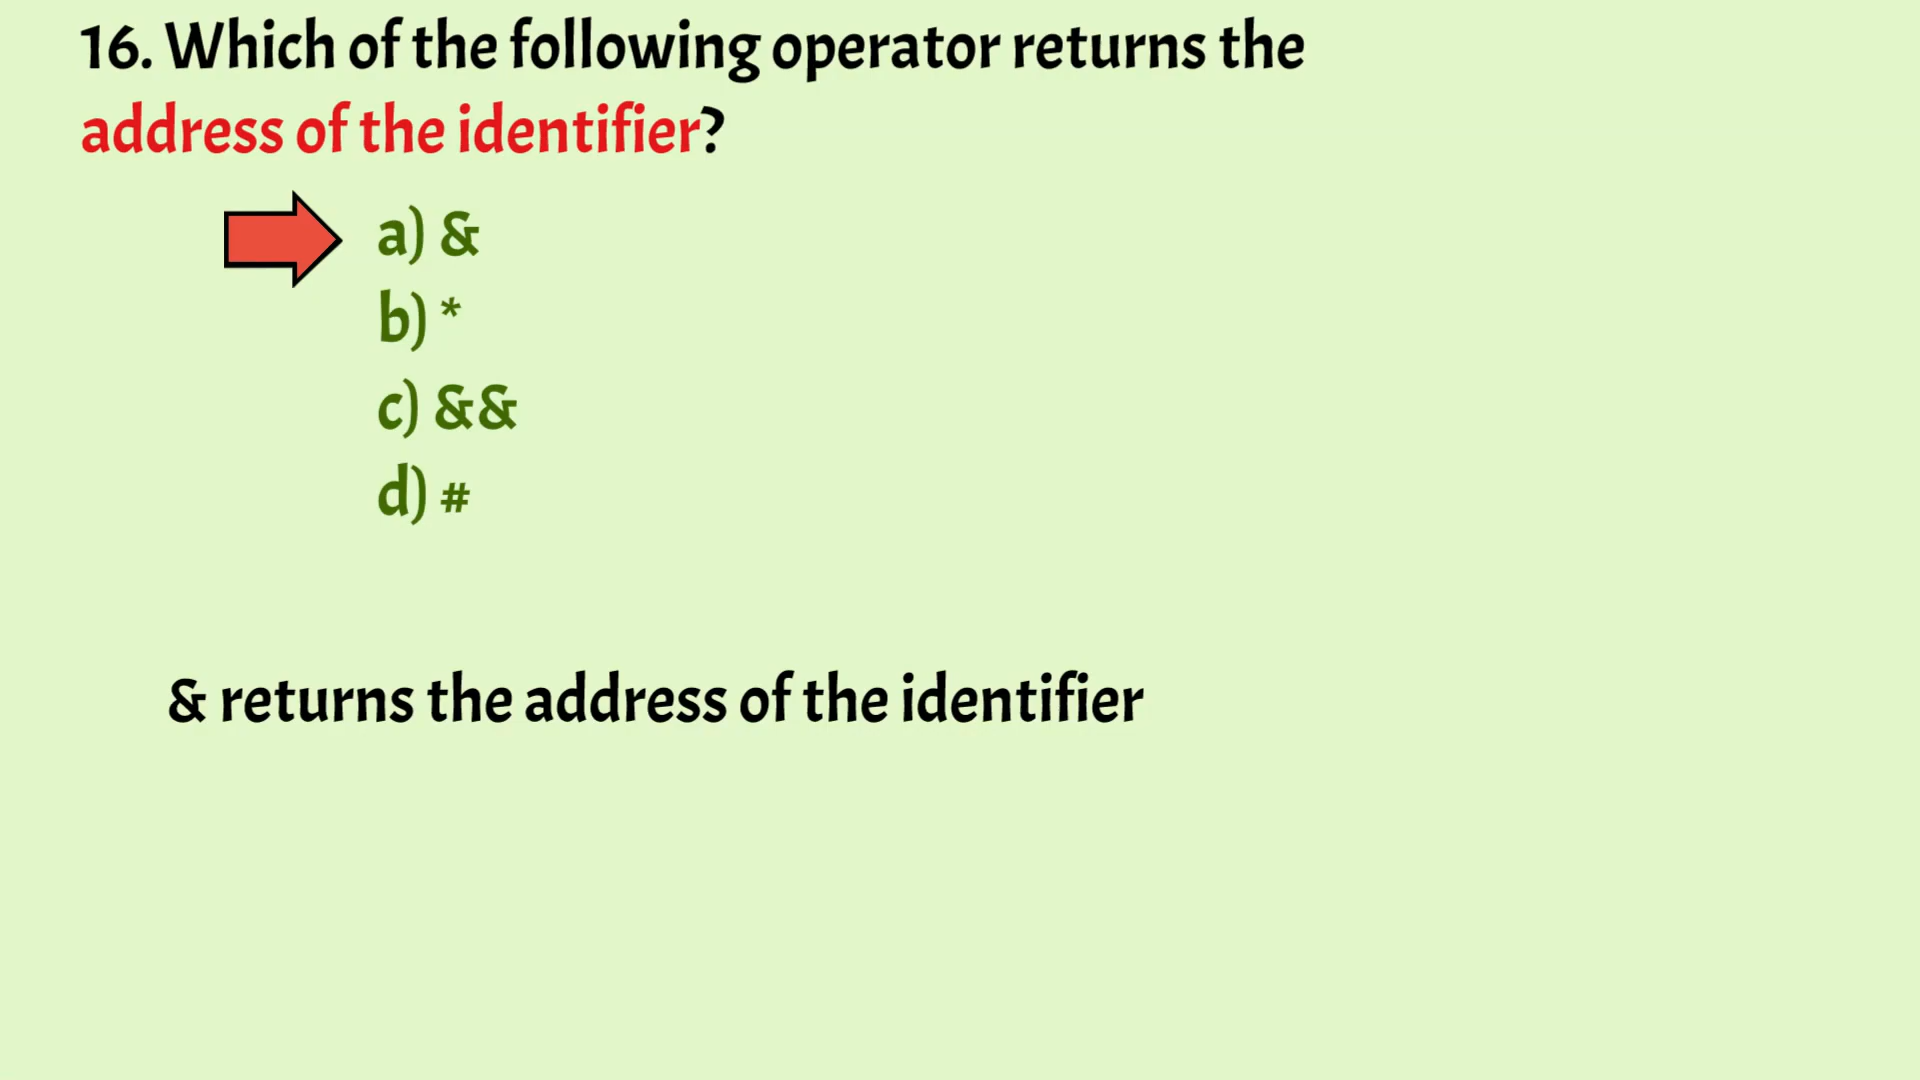 16. Which of the following operator returns the
address of the identifier?
a) &
b) *
c) &&
d) #
& returns the address of the identifier